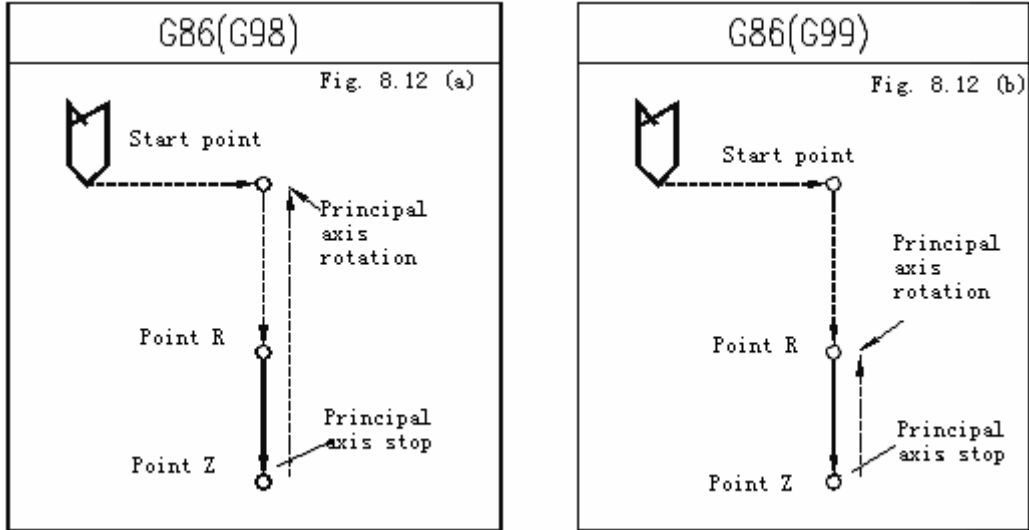 G86(G98)
Fig. 8.12 (a)
Start point
Principal
axis
rotation
Point R
Principal
axis stop
Point Z
G86(G99)
Fig. 8.12 (b)
Start point
Principal
axis
rotation
Point R
Principal
axis stop
Point Z